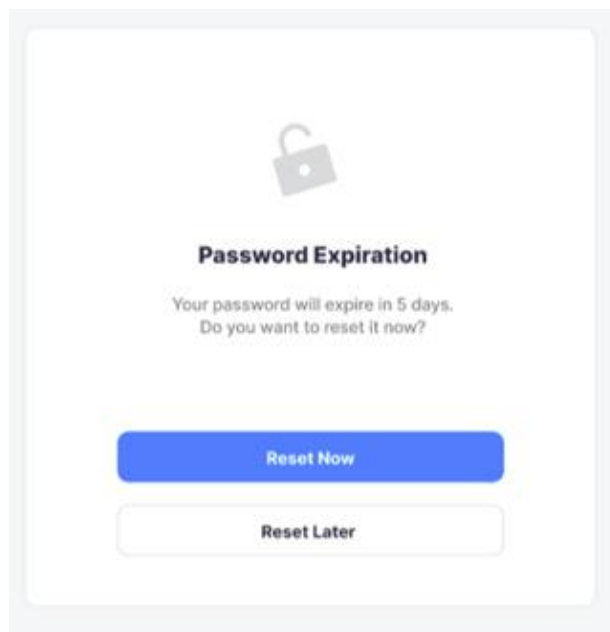 Password Expiration
Your password will expire in 5 days.
Do you want to reset it now?
Reset Now
Reset Later